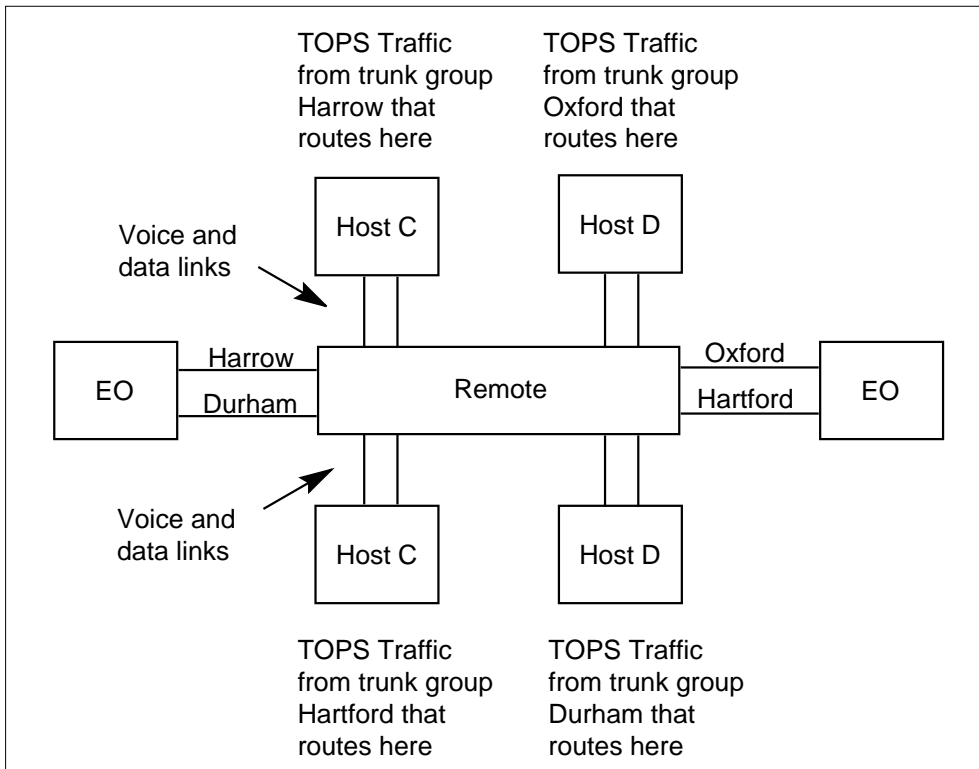 TOPS Traffic
from trunk group
Harrow that
routes here
TOPS Traffic
from trunk group
Oxford that
routes here
Host C
Host D
Voice and
data links
EO
Harrow
Durham
Remote
Oxford
Hartford
EO
Voice and
data links
Host C
Host D
TOPS Traffic
from trunk group
Hartford that
routes here
TOPS Traffic
from trunk group
Durham that
routes here